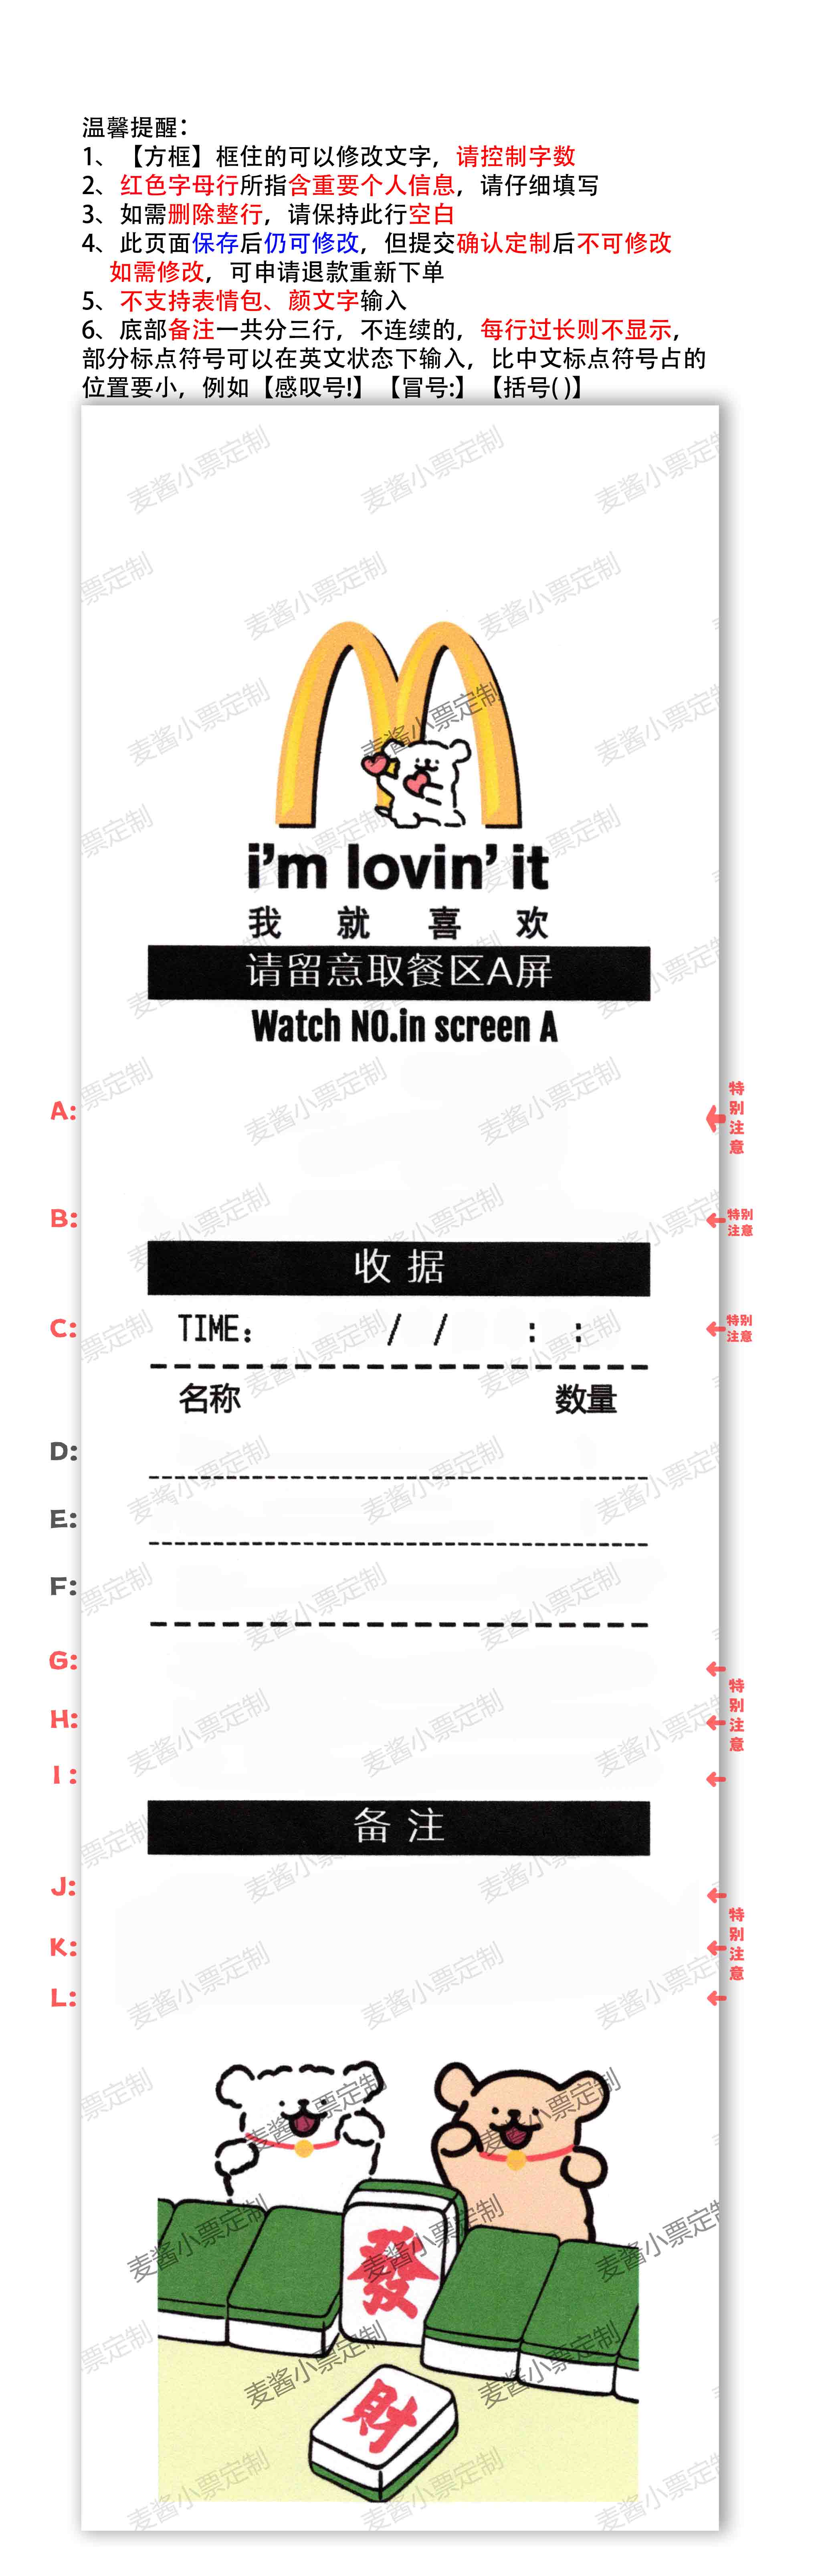 温馨提醒：
1、【方框】框住的可以修改文字，请控制字数
2、红色字母行所指含重要个人信息，请仔细填写
3、如需删除整行，请保持此行空白
4、此页面保存后仍可修改，但提交确认定制后不可修改
如需修改，可申请退款重新下单
5、不支持表情包、颜文字输入
6、底部备注一共分三行，不连续的，每行过长则不显示，
部分标点符号可以在英文状态下输入，比中文标点符号占的
位置要小，例如【感叹号!】【冒号:】【括号( )】
麦酱小票定制
i'm lovin' it
我就喜欢
请留意取餐区A屏
Watch NO.in screen A
A:
特别注意
B:
特别注意
收据
C:
TIME： / / : :
特别注意
名称 数量
D:
E:
F:
G:
H:
特别注意
I:
备注
J:
K:
特别注意
L:
發
財